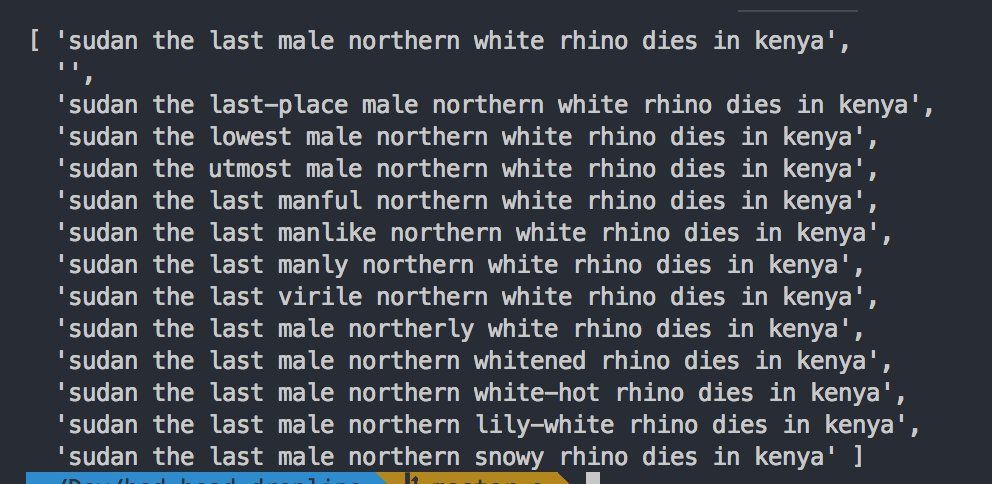 [ 'sudan the last male northern white rhino dies in kenya',
'',
'sudan the last-place male northern white rhino dies in kenya',
'sudan the lowest male northern white rhino dies in kenya',
'sudan the utmost male northern white rhino dies in kenya',
'sudan the last manful northern white rhino dies in kenya',
'sudan the last manlike northern white rhino dies in kenya',
'sudan the last manly northern white rhino dies in kenya',
'sudan the last virile northern white rhino dies in kenya',
'sudan the last male northerly white rhino dies in kenya',
'sudan the last male northern whitened rhino dies in kenya',
'sudan the last male northern white-hot rhino dies in kenya',
'sudan the last male northern lily-white rhino dies in kenya',
'sudan the last male northern snowy rhino dies in kenya' ]